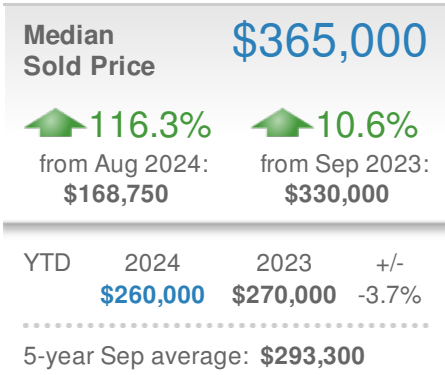 Median $365,000
Sold Price
116.3% 10.6%
from Aug 2024: from Sep 2023:
$168,750 $330,000
YTD 2024 2023 +/-
$260,000 $270,000 -3.7%
5-year Sep average: $293,300